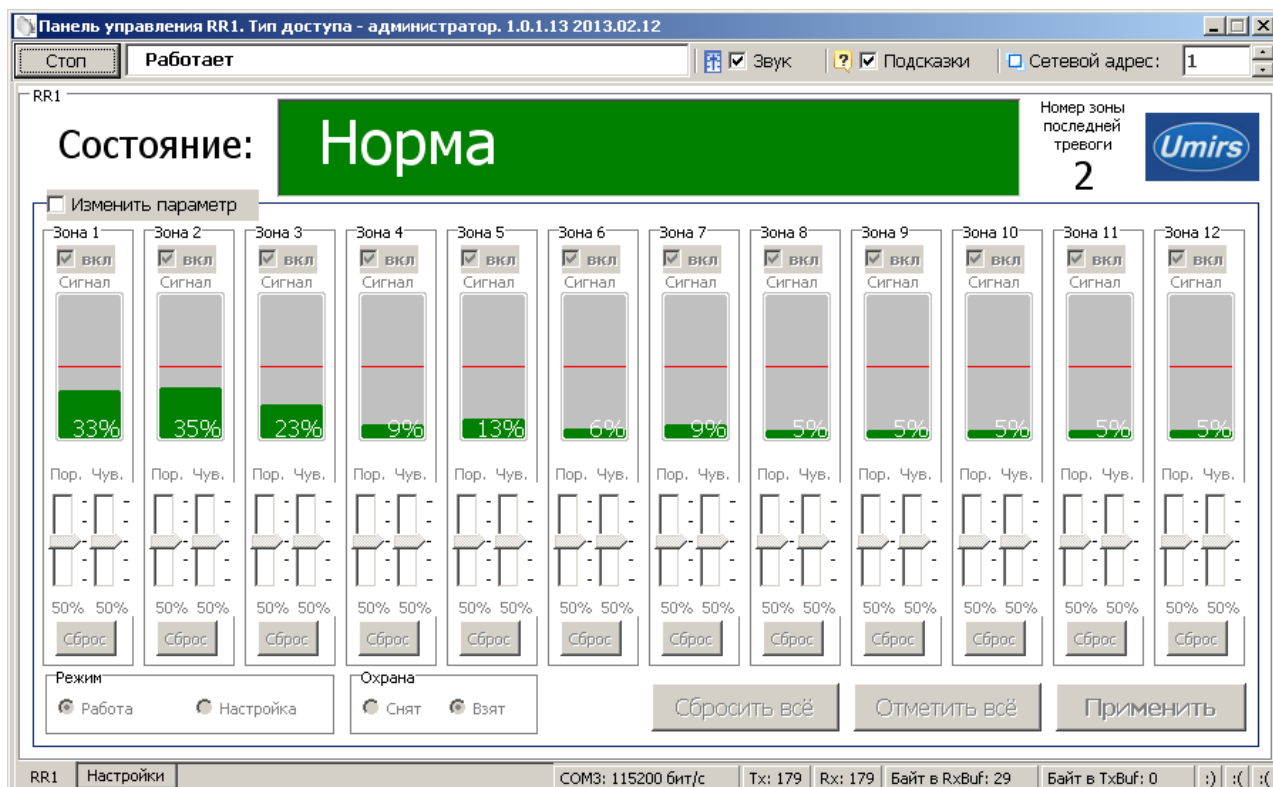 Панель управления RR1. Тип доступа - администратор. 1.0.1.13 2013.02.12
Стоп Работает Звук Подсказки Сетевой адрес: 1
RR1
Состояние: Норма
Номер зоны
последней
тревоги
2
Umirs
Изменить параметр
Зона 1 Зона 2 Зона 3 Зона 4 Зона 5 Зона 6 Зона 7 Зона 8 Зона 9 Зона 10 Зона 11 Зона 12
вкл вкл вкл вкл вкл вкл вкл вкл вкл вкл вкл вкл
Сигнал Сигнал Сигнал Сигнал Сигнал Сигнал Сигнал Сигнал Сигнал Сигнал Сигнал Сигнал
33% 35% 23% 9% 13% 6% 9% 5% 5% 5% 5% 5%
Пор. Чув. Пор. Чув. Пор. Чув. Пор. Чув. Пор. Чув. Пор. Чув. Пор. Чув. Пор. Чув. Пор. Чув. Пор. Чув. Пор. Чув. Пор. Чув.
50% 50% 50% 50% 50% 50% 50% 50% 50% 50% 50% 50% 50% 50% 50% 50% 50% 50% 50% 50% 50% 50% 50% 50%
Сброс Сброс Сброс Сброс Сброс Сброс Сброс Сброс Сброс Сброс Сброс Сброс
Режим Охрана
Работа Настройка Снят Взят Сбросить всё Отметить всё Применить
RR1 Настройки COM3: 115200 бит/с Tx: 179 Rx: 179 Байт в RxBuf: 29 Байт в TxBuf: 0 :) :( :(